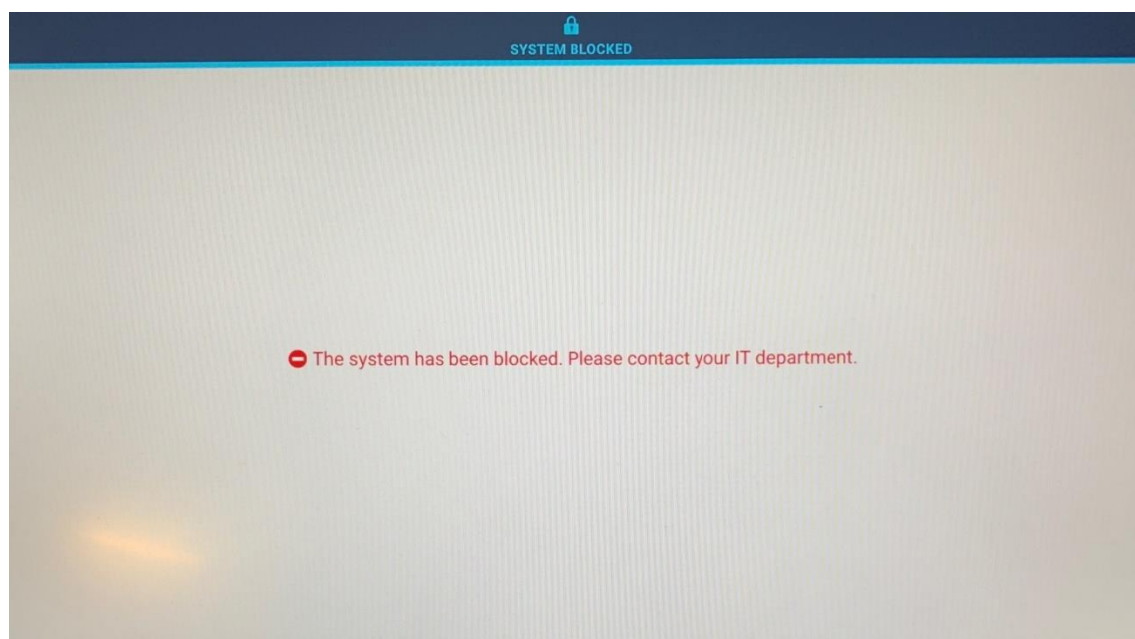 SYSTEM BLOCKED
The system has been blocked. Please contact your IT department.